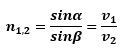 n₁,₂ = sinα/sinβ = v₁/v₂